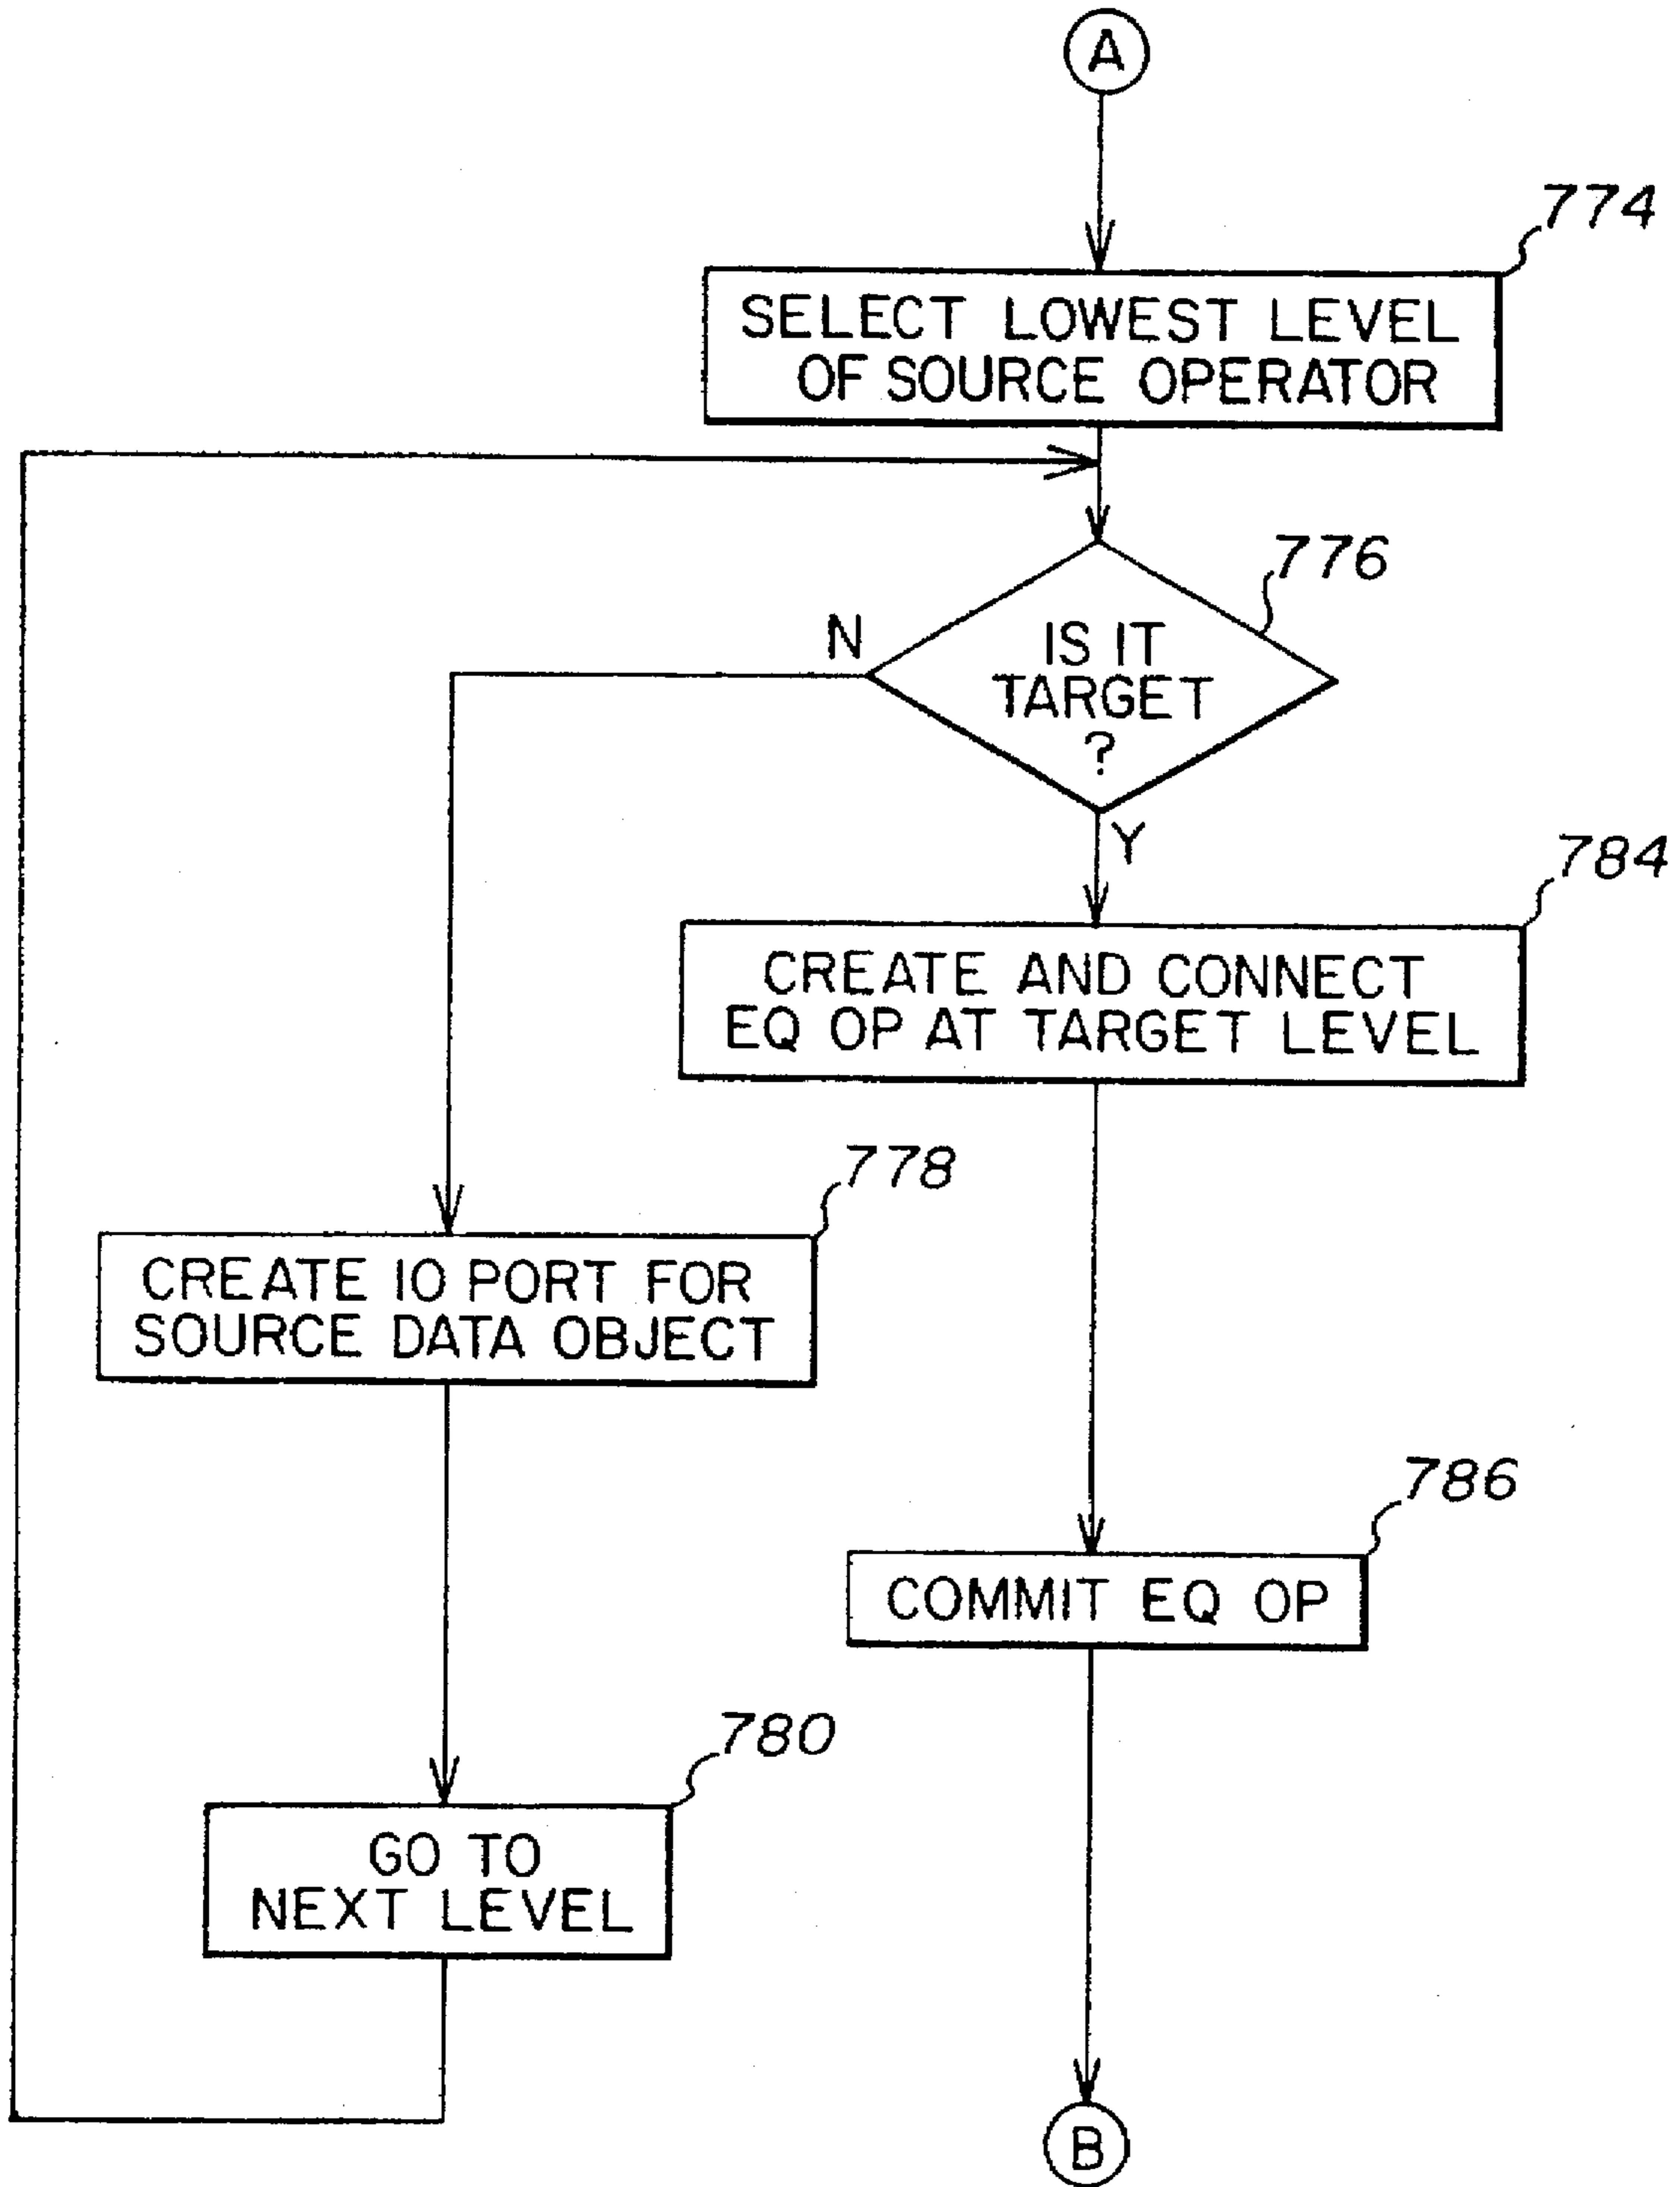 A
774
SELECT LOWEST LEVEL
OF SOURCE OPERATOR
776
N
IS IT
TARGET
?
Y
784
CREATE AND CONNECT
EQ OP AT TARGET LEVEL
778
CREATE IO PORT FOR
SOURCE DATA OBJECT
786
COMMIT EQ OP
780
GO TO
NEXT LEVEL
B